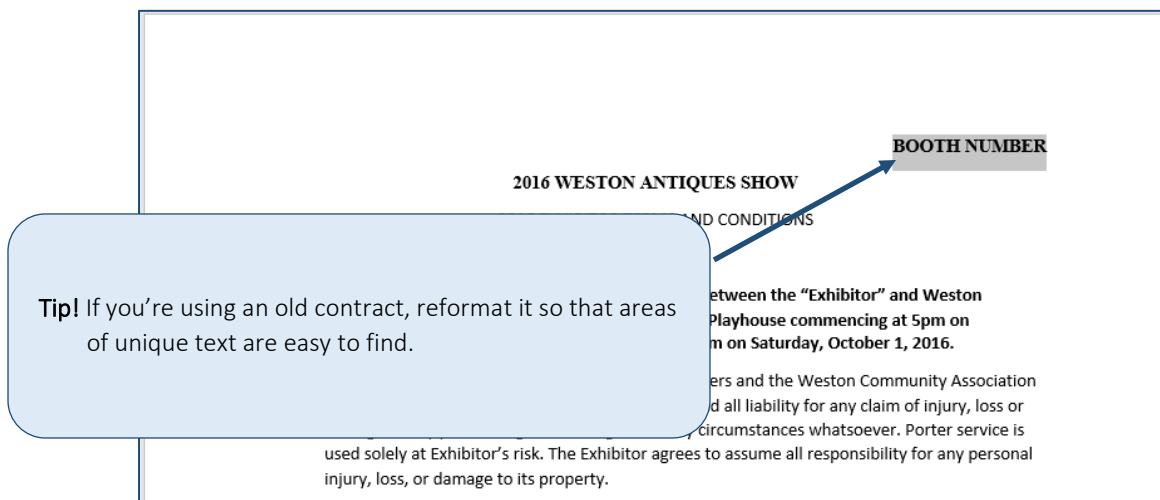 BOOTH NUMBER
2016 WESTON ANTIQUES SHOW
AND CONDITIONS
Tip! If you’re using an old contract, reformat it so that areas
of unique text are easy to find.
etween the “Exhibitor” and Weston
Playhouse commencing at 5pm on
m on Saturday, October 1, 2016.
ers and the Weston Community Association
d all liability for any claim of injury, loss or
circumstances whatsoever. Porter service is
used solely at Exhibitor’s risk. The Exhibitor agrees to assume all responsibility for any personal
injury, loss, or damage to its property.